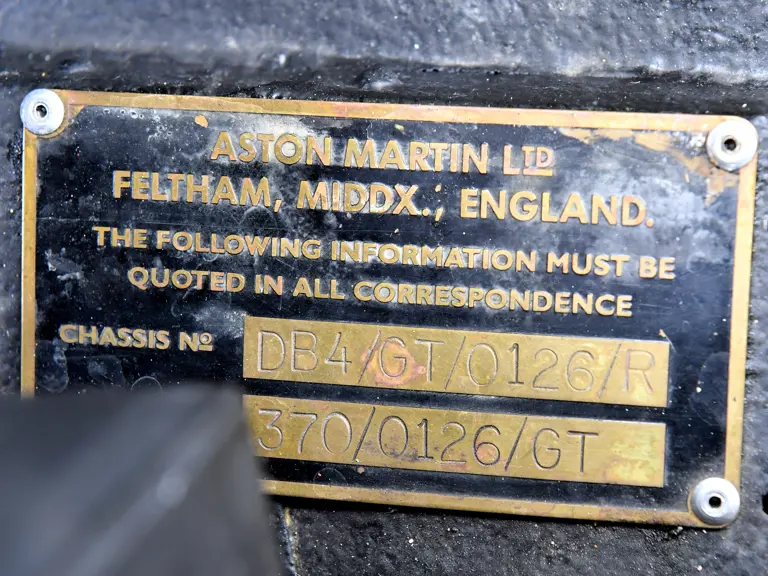 ASTON MARTIN LTD
FELTHAM, MIDDX., ENGLAND.
THE FOLLOWING INFORMATION MUST BE
QUOTED IN ALL CORRESPONDENCE
CHASSIS NO DB4/GT/0126/R
370/0126/GT